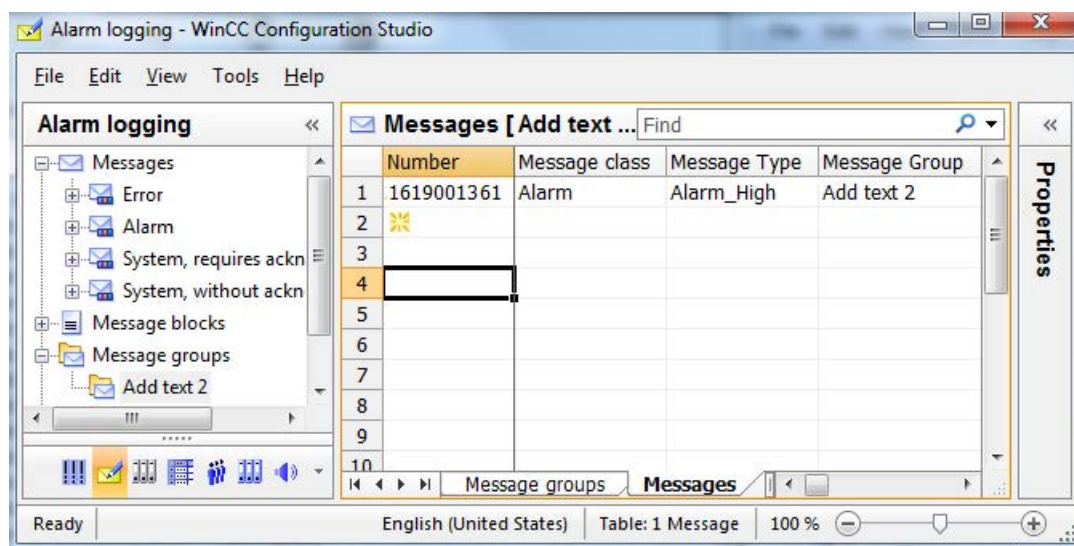 Alarm logging - WinCC Configuration Studio
File Edit View Tools Help
Alarm logging «
Messages
Error
Alarm
System, requires ackn
System, without ackn
Message blocks
Message groups
Add text 2
Messages [ Add text ... Find
«
Properties
Number Message class Message Type Message Group
1 1619001361 Alarm Alarm_High Add text 2
2
3
4
5
6
7
8
9
10
Message groups Messages
Ready English (United States) Table: 1 Message 100 %